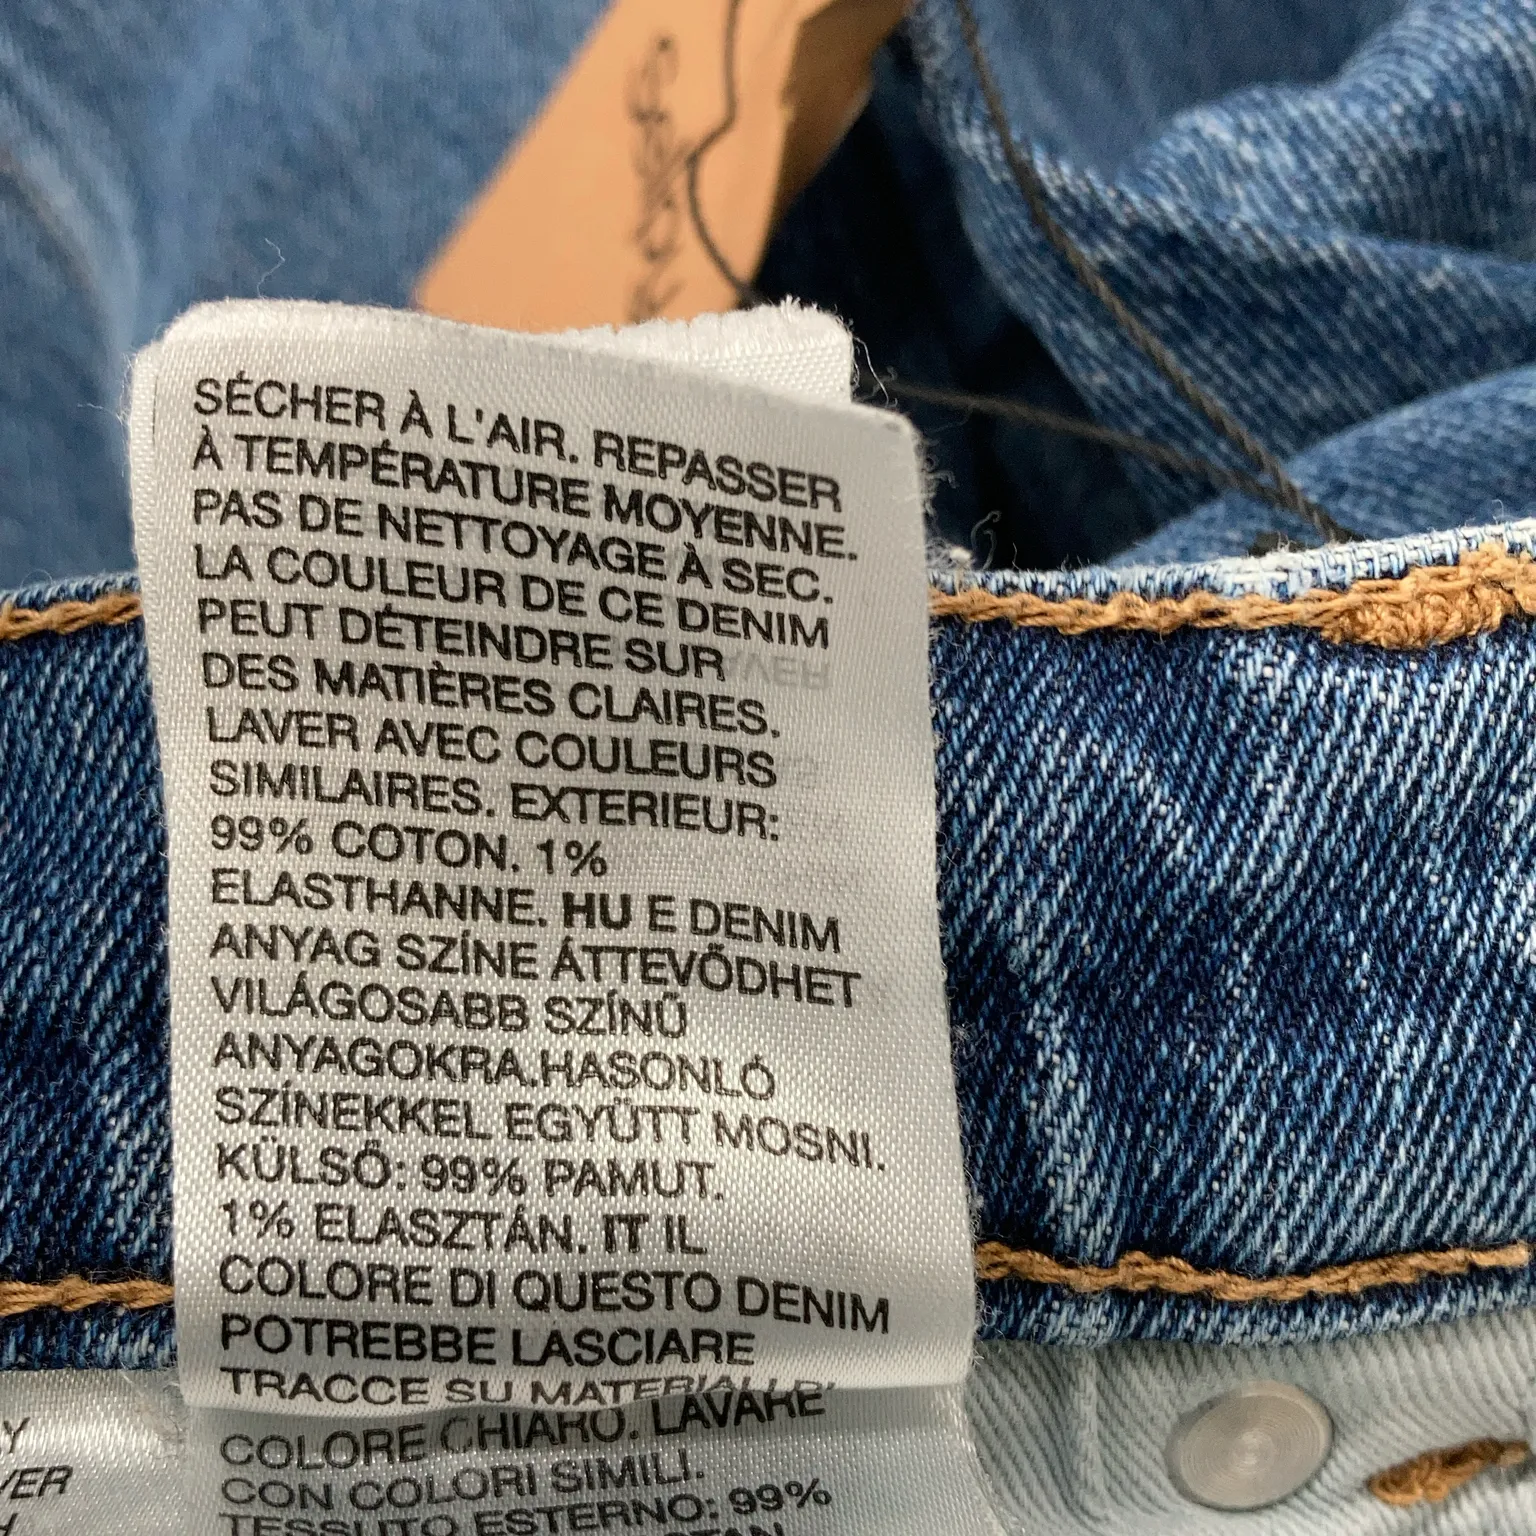 SÉCHER À L'AIR. REPASSER
À TEMPÉRATURE MOYENNE.
PAS DE NETTOYAGE À SEC.
LA COULEUR DE CE DENIM
PEUT DÉTEINDRE SUR
DES MATIÈRES CLAIRES.
LAVER AVEC COULEURS
SIMILAIRES. EXTERIEUR:
99% COTON. 1%
ELASTHANNE. HU E DENIM
ANYAG SZÍNE ÁTTEVŐDHET
VILÁGOSABB SZÍNŰ
ANYAGOKRA.HASONLÓ
SZÍNEKKEL EGYÜTT MOSNI.
KÜLSŐ: 99% PAMUT.
1% ELASZTÁN. IT IL
COLORE DI QUESTO DENIM
POTREBBE LASCIARE
TRACCE SU MATERIALI DI
COLORE CHIARO. LAVARE
CON COLORI SIMILI.
TESSUTO ESTERNO: 99%